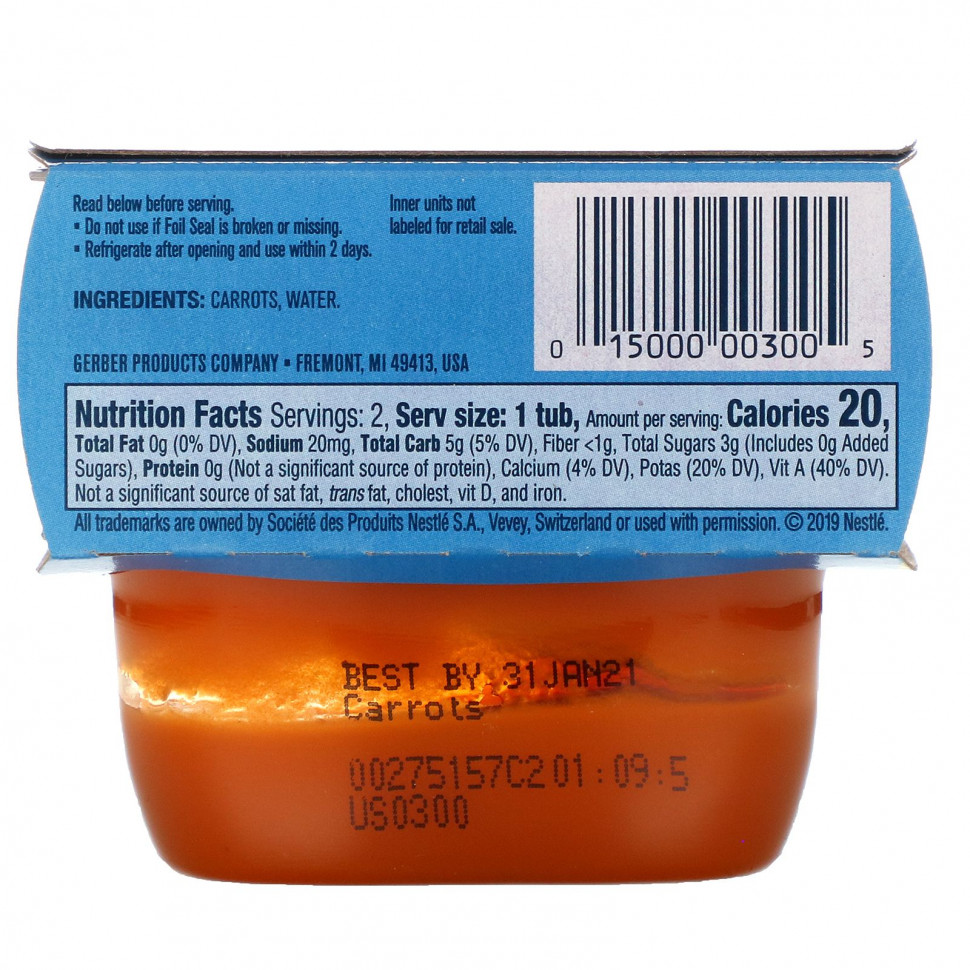 Read below before serving.
▪ Do not use if Foil Seal is broken or missing.
▪ Refrigerate after opening and use within 2 days.
Inner units not
labeled for retail sale.
INGREDIENTS: CARROTS, WATER.
GERBER PRODUCTS COMPANY ▪ FREMONT, MI 49413, USA
0 15000 00300 5
Nutrition Facts Servings: 2, Serv size: 1 tub, Amount per serving: Calories 20,
Total Fat 0g (0% DV), Sodium 20mg, Total Carb 5g (5% DV), Fiber <1g, Total Sugars 3g (Includes 0g Added
Sugars), Protein 0g (Not a significant source of protein), Calcium (4% DV), Potas (20% DV), Vit A (40% DV).
Not a significant source of sat fat, trans fat, cholest, vit D, and iron.
All trademarks are owned by Société des Produits Nestlé S.A., Vevey, Switzerland or used with permission. © 2019 Nestlé.
BEST BY 31JAN21
Carrots
00275157C2 01:09:5
US0300